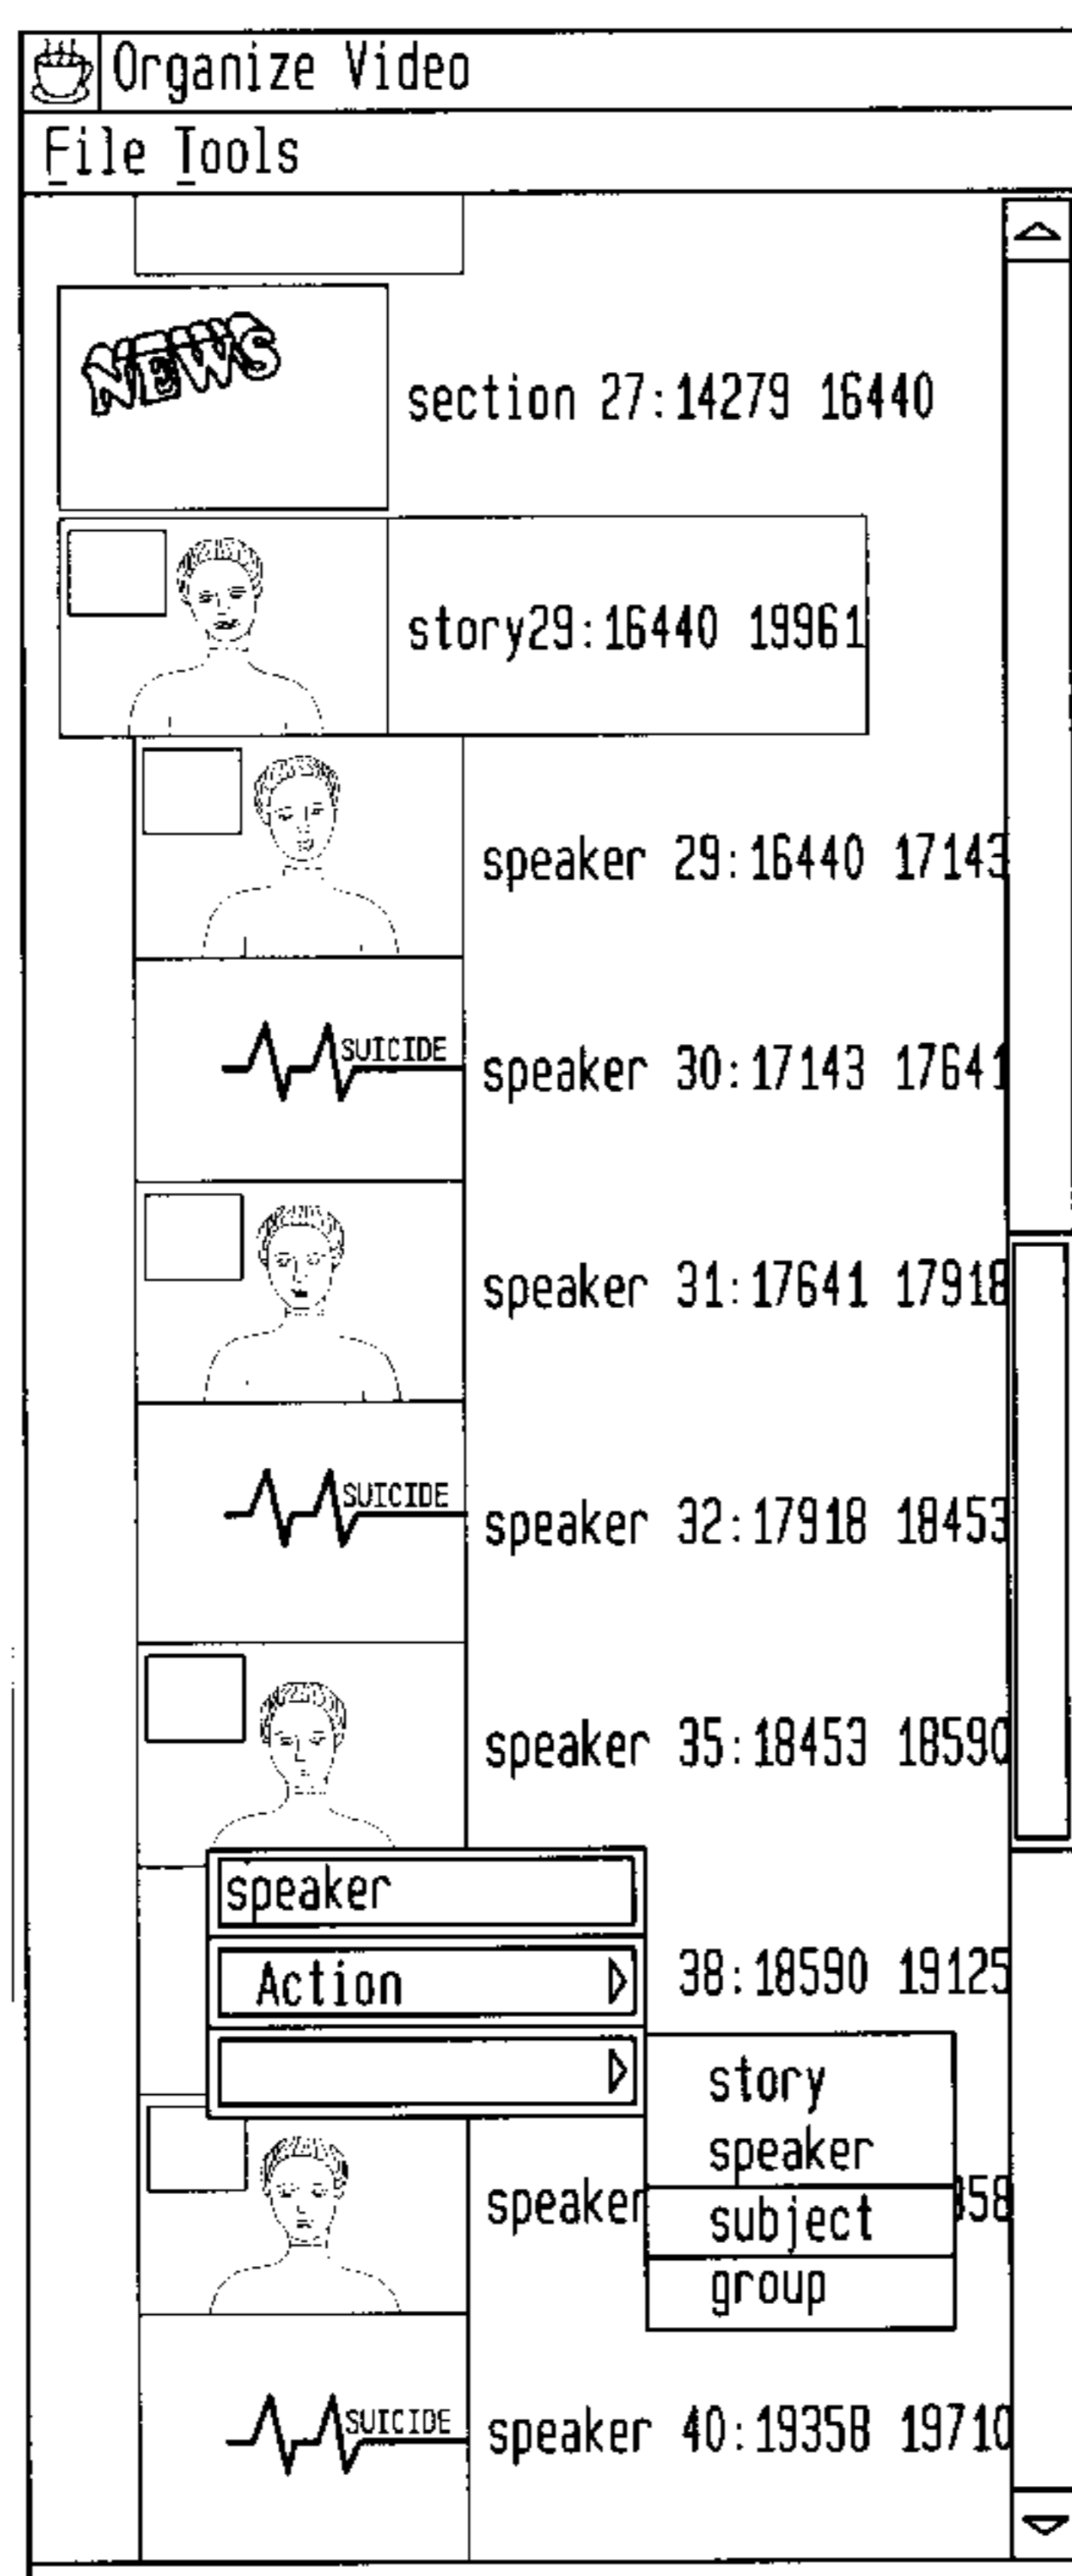 Organize Video
File Tools
NEWS
section 27:14279 16440
story29:16440 19961
speaker 29:16440 17143
SUICIDE
speaker 30:17143 17641
speaker 31:17641 17918
SUICIDE
speaker 32:17918 18453
speaker 35:18453 18590
speaker
Action
38:18590 19125
story
speaker
speaker
358
subject
group
SUICIDE
speaker 40:19358 19710